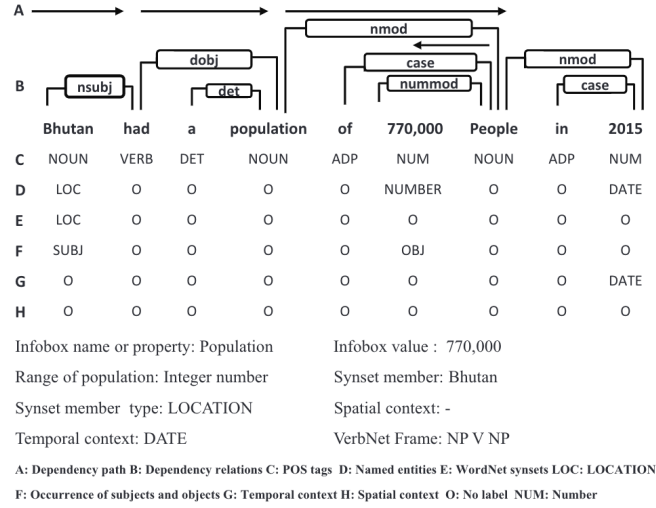 A
nmod
dobj
case
nmod
B
nsubj
det
nummod
case
Bhutan had a population of 770,000 People in 2015
C NOUN VERB DET NOUN ADP NUM NOUN ADP NUM
D LOC O O O O NUMBER O O DATE
E LOC O O O O O O O O
F SUBJ O O O O OBJ O O O
G O O O O O O O O DATE
H O O O O O O O O O
Infobox name or property: Population Infobox value : 770,000
Range of population: Integer number Synset member: Bhutan
Synset member type: LOCATION Spatial context: -
Temporal context: DATE VerbNet Frame: NP V NP
A: Dependency path B: Dependency relations C: POS tags D: Named entities E: WordNet synsets LOC: LOCATION
F: Occurrence of subjects and objects G: Temporal context H: Spatial context O: No label NUM: Number